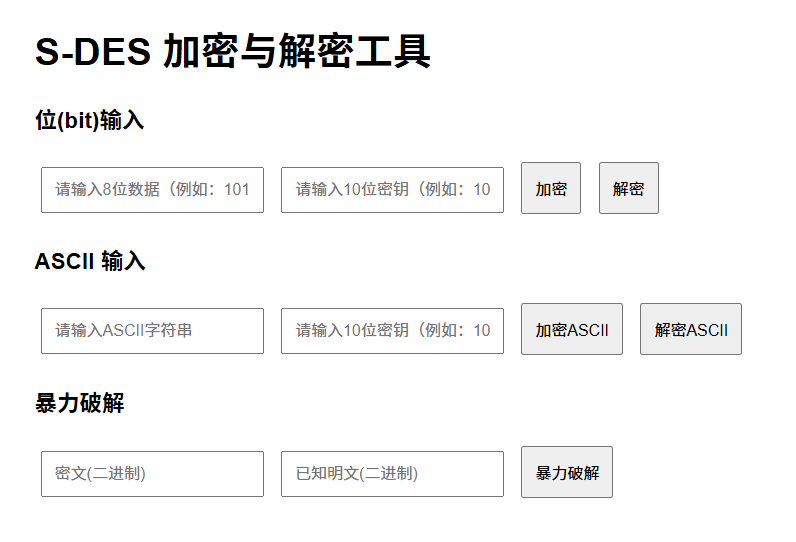 S-DES 加密与解密工具
位(bit)输入
请输入8位数据（例如：101 请输入10位密钥（例如：10 加密 解密
ASCII 输入
请输入ASCII字符串 请输入10位密钥（例如：10 加密ASCII 解密ASCII
暴力破解
密文(二进制) 已知明文(二进制) 暴力破解